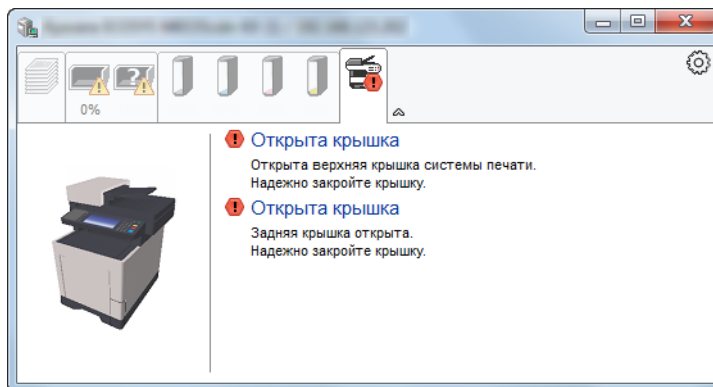 0%
Открыта крышка
Открыта верхняя крышка системы печати.
Надежно закройте крышку.
Открыта крышка
Задняя крышка открыта.
Надежно закройте крышку.